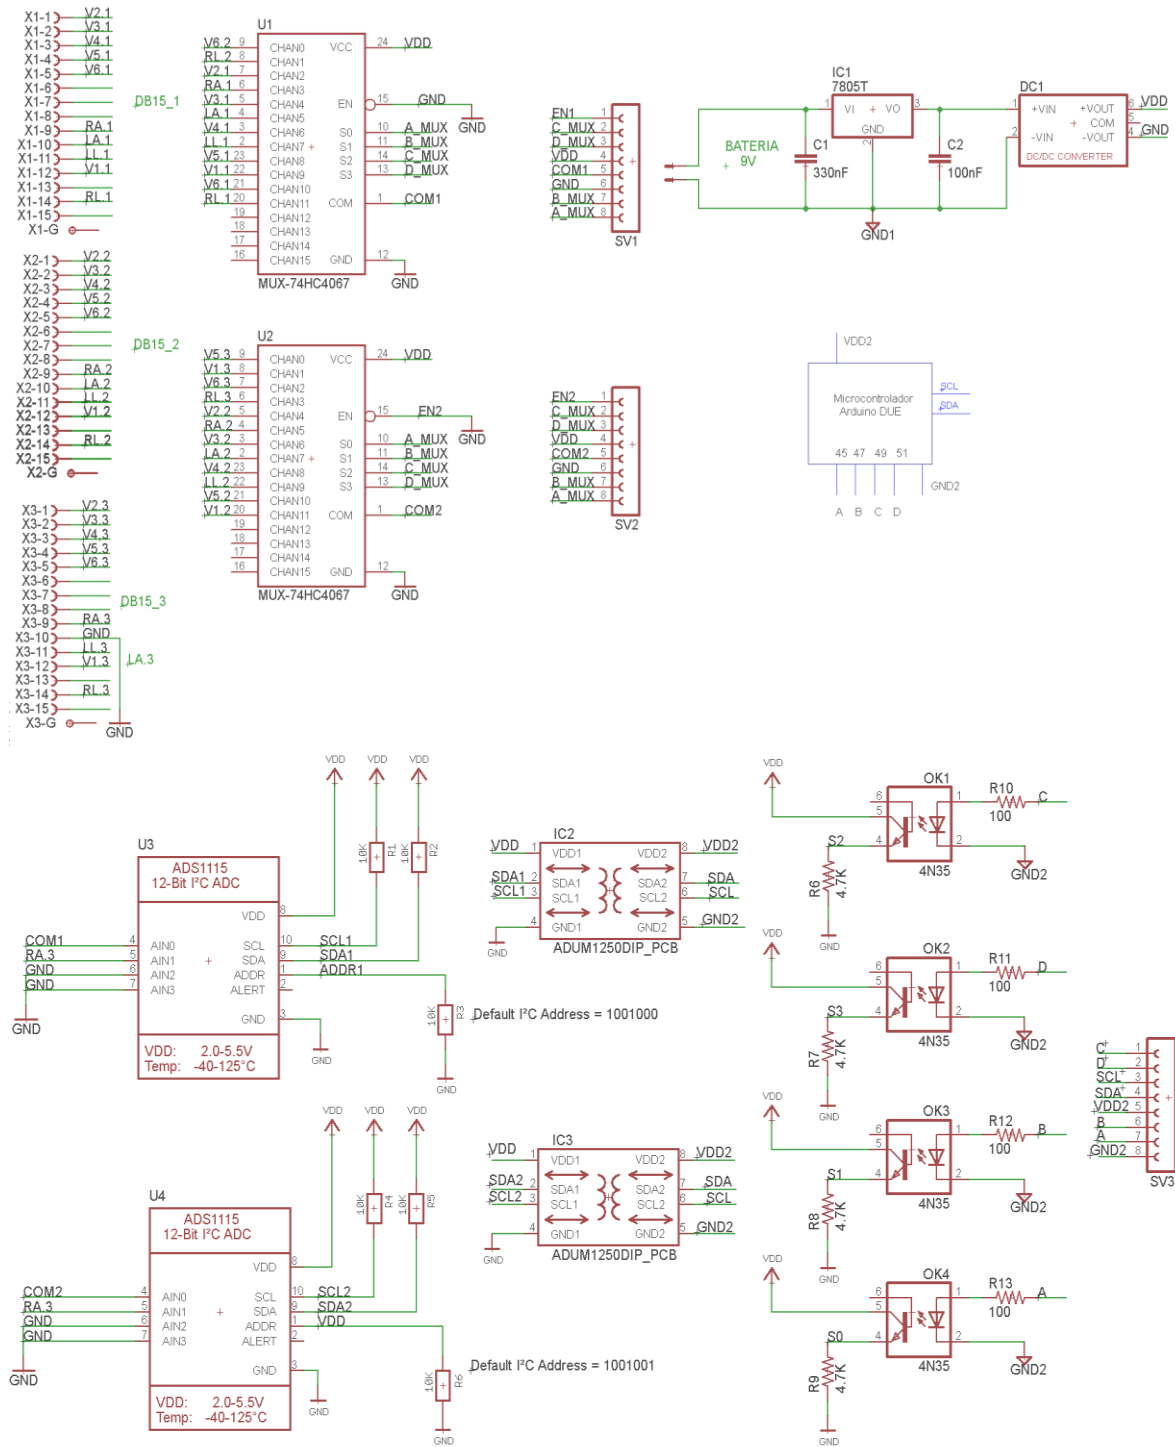 X1-1 V2.1
X1-2 V3.1
X1-3 V4.1
X1-4 V5.1
X1-5 V6.1
X1-6
X1-7
X1-8
X1-9 RA.1
X1-10 LA.1
X1-11 LL.1
X1-12 V1.1
X1-13
X1-14 RL.1
X1-15
X1-G
DB15_1
X2-1 V2.2
X2-2 V3.2
X2-3 V4.2
X2-4 V5.2
X2-5 V6.2
X2-6
X2-7
X2-8
X2-9 RA.2
X2-10 LA.2
X2-11 LL.2
X2-12 V1.2
X2-13
X2-14 RL.2
X2-15
X2-G
DB15_2
X3-1 V2.3
X3-2 V3.3
X3-3 V4.3
X3-4 V5.3
X3-5 V6.3
X3-6
X3-7
X3-8
X3-9 RA.3
X3-10 GND
X3-11 LL.3
X3-12 V1.3
X3-13
X3-14 RL.3
X3-15
X3-G
DB15_3
LA.3
GND
U1
V6.2 9 CHAN0 VCC 24 VDD
RL.2 8 CHAN1
V2.1 7 CHAN2
RA.1 6 CHAN3
V3.1 5 CHAN4 EN 15 GND
LA.1 4 CHAN5
V4.1 3 CHAN6 S0 10 A_MUX
LL.1 2 CHAN7 S1 11 B_MUX
V5.1 23 CHAN8 S2 14 C_MUX
V1.1 22 CHAN9 S3 13 D_MUX
V6.1 21 CHAN10
RL.1 20 CHAN11 COM 1 COM1
19 CHAN12
18 CHAN13
17 CHAN14
16 CHAN15 GND 12
GND
GND
MUX-74HC4067
U2
V5.3 9 CHAN0 VCC 24 VDD
V1.3 8 CHAN1
V6.3 7 CHAN2
RL.3 6 CHAN3
V2.2 5 CHAN4 EN 15 EN2
RA.2 4 CHAN5
V3.2 3 CHAN6 S0 10 A_MUX
LA.2 2 CHAN7 S1 11 B_MUX
V4.2 23 CHAN8 S2 14 C_MUX
LL.2 22 CHAN9 S3 13 D_MUX
V5.2 21 CHAN10
V1.2 20 CHAN11 COM 1 COM2
19 CHAN12
18 CHAN13
17 CHAN14
16 CHAN15 GND 12
GND
GND
MUX-74HC4067
EN1 1
C_MUX 2
D_MUX 3
VDD 4
COM1 5
GND 6
B_MUX 7
A_MUX 8
SV1
EN2 1
C_MUX 2
D_MUX 3
VDD 4
COM2 5
GND 6
B_MUX 7
A_MUX 8
SV2
BATERIA
9V
IC1
7805T
1 VI VO 3
GND
2
C1
330nF
C2
100nF
GND1
DC1
1 +VIN +VOUT 6 VDD
COM 5
2 -VIN -VOUT 4 GND
DC/DC CONVERTER
VDD2
Microcontrolador
Arduino DUE
SCL
SDA
45 47 49 51
GND2
A B C D
VDD VDD VDD
U3
ADS1115
12-Bit I²C ADC
10K R1
10K R2
VDD 8
COM1 4 AIN0 SCL 10 SCL1
RA.3 5 AIN1 SDA 9 SDA1
GND 6 AIN2 ADDR 1 ADDR1
GND 7 AIN3 ALERT 2
GND 3
GND
GND
VDD: 2.0-5.5V
Temp: -40-125°C
10K R3
Default I²C Address = 1001000
GND
VDD VDD VDD
U4
ADS1115
12-Bit I²C ADC
10K R4
10K R5
VDD 8
COM2 4 AIN0 SCL 10 SCL2
RA.3 5 AIN1 SDA 9 SDA2
GND 6 AIN2 ADDR 1 VDD
GND 7 AIN3 ALERT 2
GND 3
GND
GND
VDD: 2.0-5.5V
Temp: -40-125°C
10K R6
Default I²C Address = 1001001
GND
IC2
VDD 1 VDD1 VDD2 8 VDD2
SDA1 2 SDA1 SDA2 7 SDA
SCL1 3 SCL1 SCL2 6 SCL
4 GND1 GND2 5 GND2
GND
ADUM1250DIP_PCB
IC3
VDD 1 VDD1 VDD2 8 VDD2
SDA2 2 SDA1 SDA2 7 SDA
SCL2 3 SCL1 SCL2 6 SCL
4 GND1 GND2 5 GND2
GND
ADUM1250DIP_PCB
VDD
OK1
6 1 R10 C
5 100
S2 4 2
R6 4.7K
4N35
GND2
GND
VDD
OK2
6 1 R11 D
5 100
S3 4 2
R7 4.7K
4N35
GND2
GND
VDD
OK3
6 1 R12 B
5 100
S1 4 2
R8 4.7K
4N35
GND2
GND
VDD
OK4
6 1 R13 A
5 100
S0 4 2
R9 4.7K
4N35
GND2
GND
C 1
D 2
SCL 3
SDA 4
VDD2 5
B 6
A 7
GND2 8
SV3